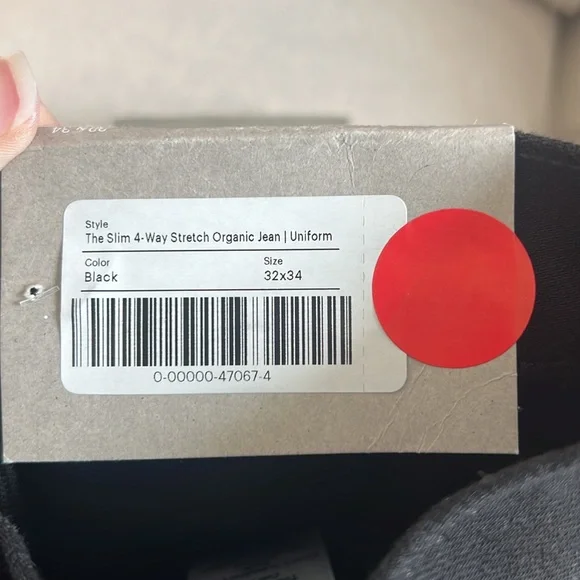 Style
The Slim 4-Way Stretch Organic Jean | Uniform
Color Size
Black 32x34
0-00000-47067-4